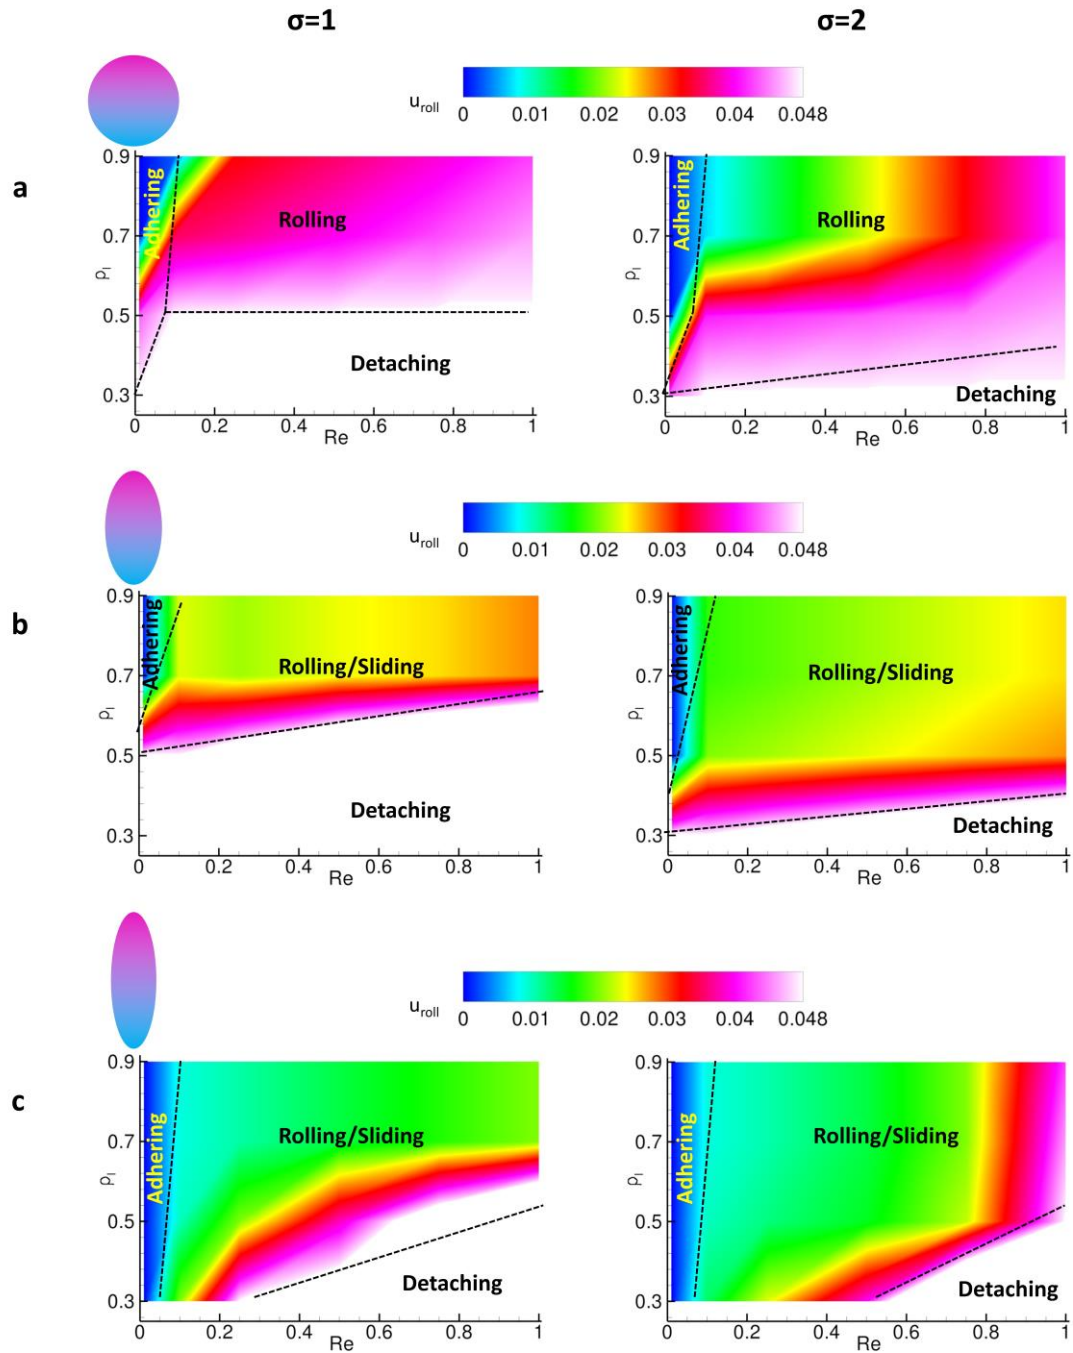 σ=1
σ=2
u_roll
0 0.01 0.02 0.03 0.04 0.048
a
0.9
0.7
0.5
0.3
ρ_l
Adhering
Rolling
Detaching
0 0.2 0.4 0.6 0.8 1
Re
0.9
0.7
0.5
0.3
ρ_l
Adhering
Rolling
Detaching
0 0.2 0.4 0.6 0.8 1
Re
u_roll
0 0.01 0.02 0.03 0.04 0.048
b
0.9
0.7
0.5
0.3
ρ_l
Adhering
Rolling/Sliding
Detaching
0 0.2 0.4 0.6 0.8 1
Re
0.9
0.7
0.5
0.3
ρ_l
Adhering
Rolling/Sliding
Detaching
0 0.2 0.4 0.6 0.8 1
Re
u_roll
0 0.01 0.02 0.03 0.04 0.048
c
0.9
0.7
0.5
0.3
ρ_l
Adhering
Rolling/Sliding
Detaching
0 0.2 0.4 0.6 0.8 1
Re
0.9
0.7
0.5
0.3
ρ_l
Adhering
Rolling/Sliding
Detaching
0 0.2 0.4 0.6 0.8 1
Re